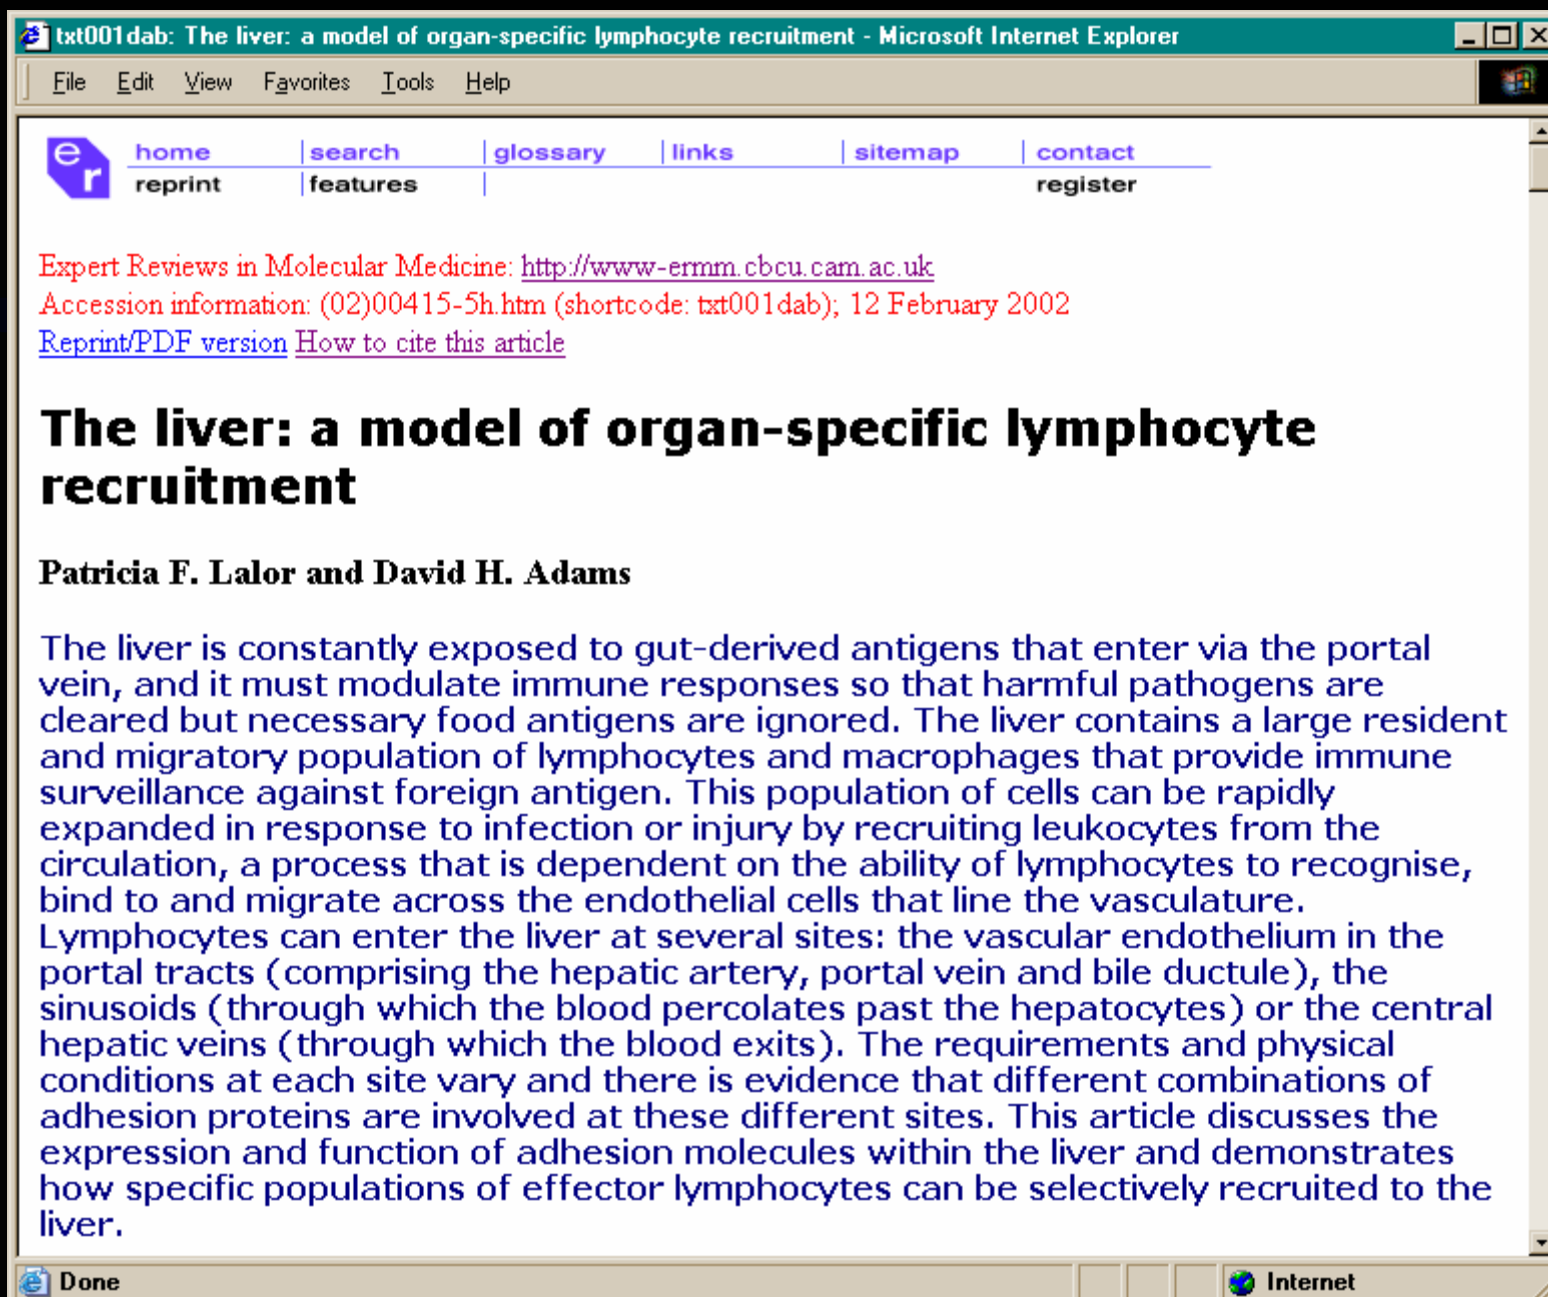 txt001dab: The liver: a model of organ-specific lymphocyte recruitment - Microsoft Internet Explorer
File Edit View Favorites Tools Help
er
home | search | glossary | links | sitemap | contact
reprint | features | register
Expert Reviews in Molecular Medicine: http://www-ermm.cbcu.cam.ac.uk
Accession information: (02)00415-5h.htm (shortcode: txt001dab); 12 February 2002
Reprint/PDF version How to cite this article
The liver: a model of organ-specific lymphocyte
recruitment
Patricia F. Lalor and David H. Adams
The liver is constantly exposed to gut-derived antigens that enter via the portal
vein, and it must modulate immune responses so that harmful pathogens are
cleared but necessary food antigens are ignored. The liver contains a large resident
and migratory population of lymphocytes and macrophages that provide immune
surveillance against foreign antigen. This population of cells can be rapidly
expanded in response to infection or injury by recruiting leukocytes from the
circulation, a process that is dependent on the ability of lymphocytes to recognise,
bind to and migrate across the endothelial cells that line the vasculature.
Lymphocytes can enter the liver at several sites: the vascular endothelium in the
portal tracts (comprising the hepatic artery, portal vein and bile ductule), the
sinusoids (through which the blood percolates past the hepatocytes) or the central
hepatic veins (through which the blood exits). The requirements and physical
conditions at each site vary and there is evidence that different combinations of
adhesion proteins are involved at these different sites. This article discusses the
expression and function of adhesion molecules within the liver and demonstrates
how specific populations of effector lymphocytes can be selectively recruited to the
liver.
Done Internet